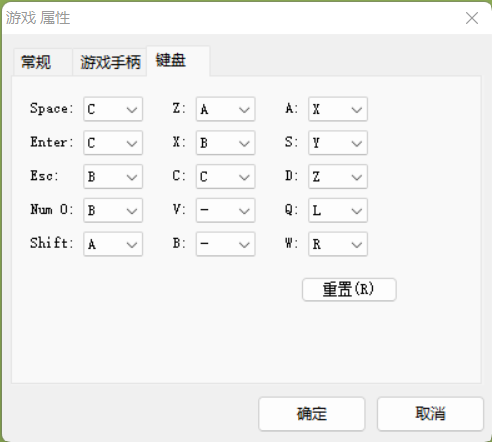 游戏 属性
常规 游戏手柄 键盘
Space: C Z: A A: X
Enter: C X: B S: Y
Esc: B C: C D: Z
Num 0: B V: － Q: L
Shift: A B: － W: R
重置(R)
确定 取消